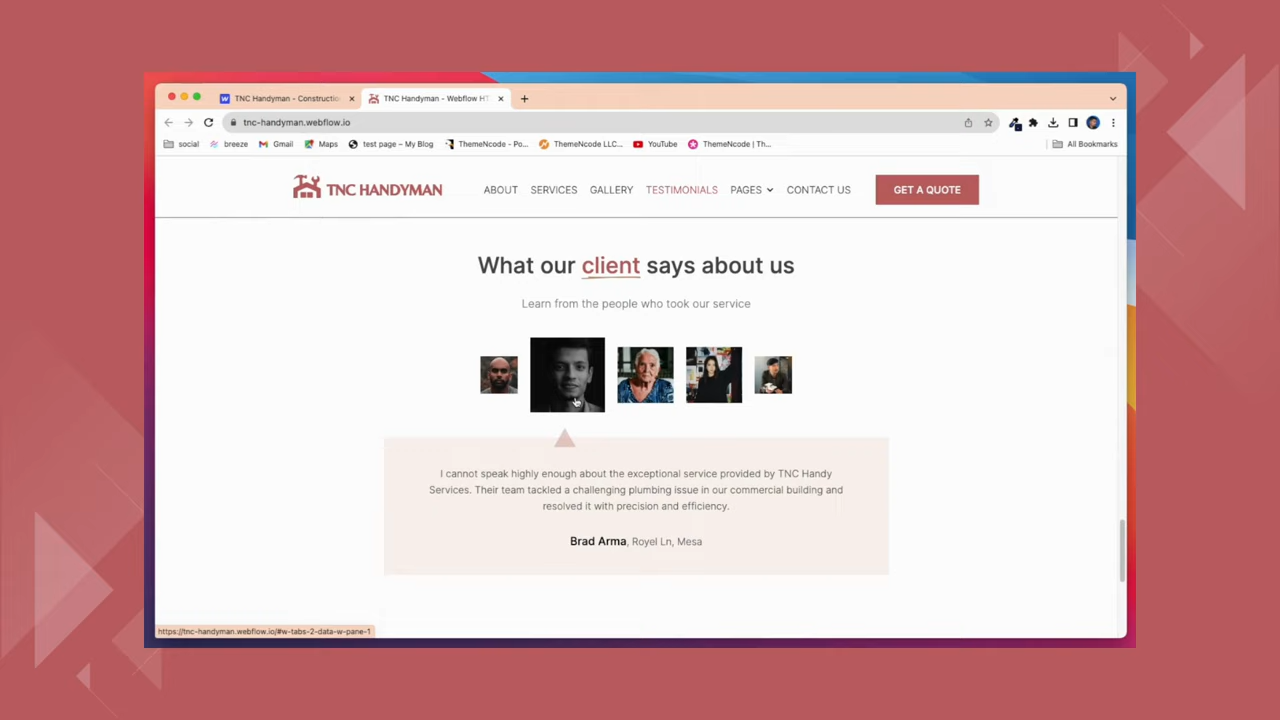 TNC Handyman - Constructio
TNC Handyman - Webflow HT
tnc-handyman.webflow.io
social
breeze
Gmail
Maps
test page – My Blog
ThemeNcode - Po...
ThemeNcode LLC...
YouTube
ThemeNcode | Th...
All Bookmarks
TNC HANDYMAN
ABOUT
SERVICES
GALLERY
TESTIMONIALS
PAGES
CONTACT US
GET A QUOTE
What our client says about us
Learn from the people who took our service
I cannot speak highly enough about the exceptional service provided by TNC Handy
Services. Their team tackled a challenging plumbing issue in our commercial building and
resolved it with precision and efficiency.
Brad Arma, Royel Ln, Mesa
https://tnc-handyman.webflow.io/#w-tabs-2-data-w-pane-1